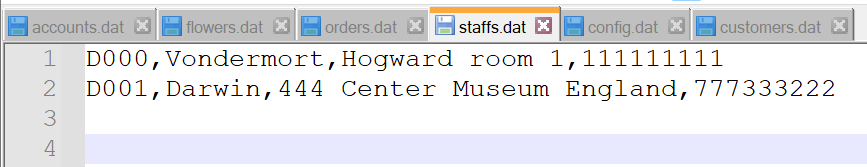 accounts.dat flowers.dat orders.dat staffs.dat config.dat customers.dat
1 D000,Vondermort,Hogward room 1,111111111
2 D001,Darwin,444 Center Museum England,777333222
3
4